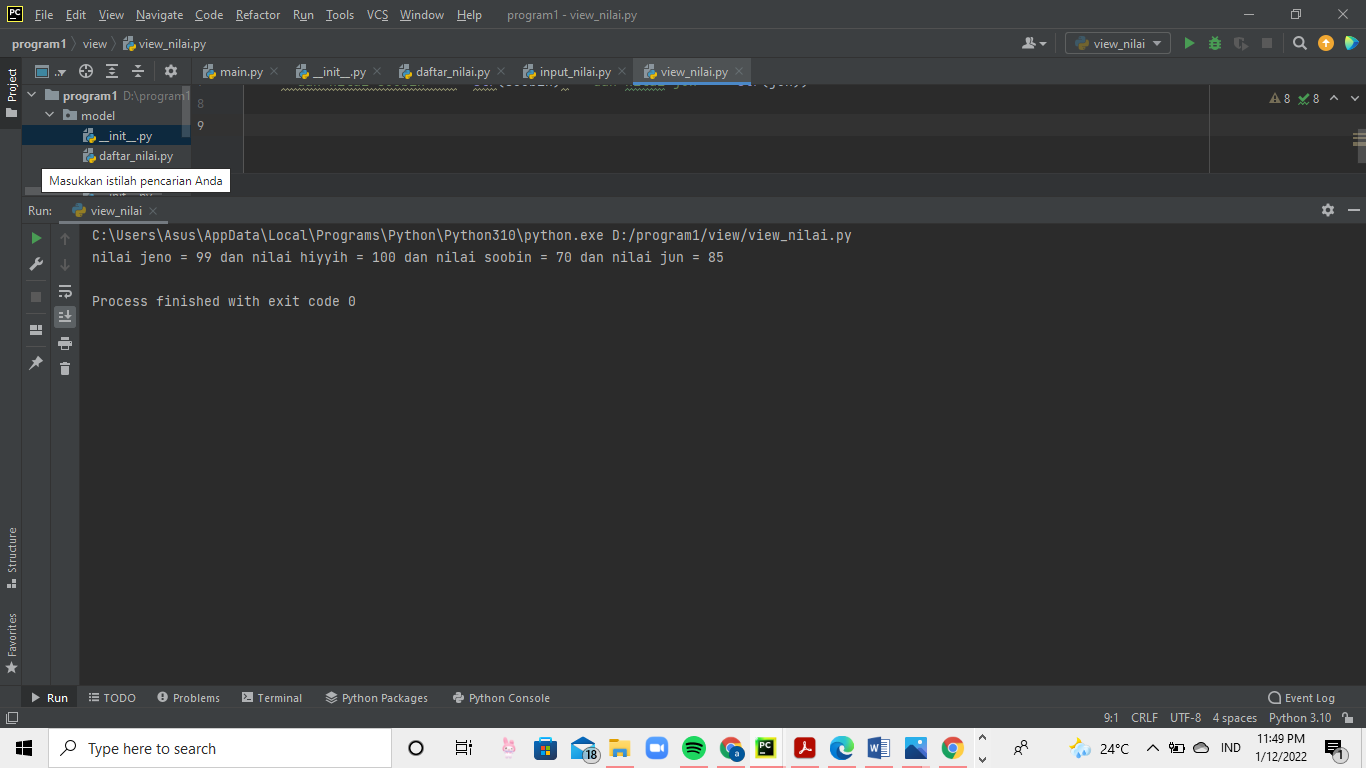 PC File Edit View Navigate Code Refactor Run Tools VCS Window Help program1 - view_nilai.py
program1 view view_nilai.py view_nilai
Project main.py __init__.py daftar_nilai.py input_nilai.py view_nilai.py
program1 D:\program1
8
8 8
model
9
__init__.py
daftar_nilai.py
Masukkan istilah pencarian Anda
Run: view_nilai
C:\Users\Asus\AppData\Local\Programs\Python\Python310\python.exe D:/program1/view/view_nilai.py
nilai jeno = 99 dan nilai hiyyih = 100 dan nilai soobin = 70 dan nilai jun = 85
Process finished with exit code 0
Structure
Favorites
Run TODO Problems Terminal Python Packages Python Console Event Log
9:1 CRLF UTF-8 4 spaces Python 3.10
Type here to search 18 a PC 24°C IND 11:49 PM
1/12/2022 1